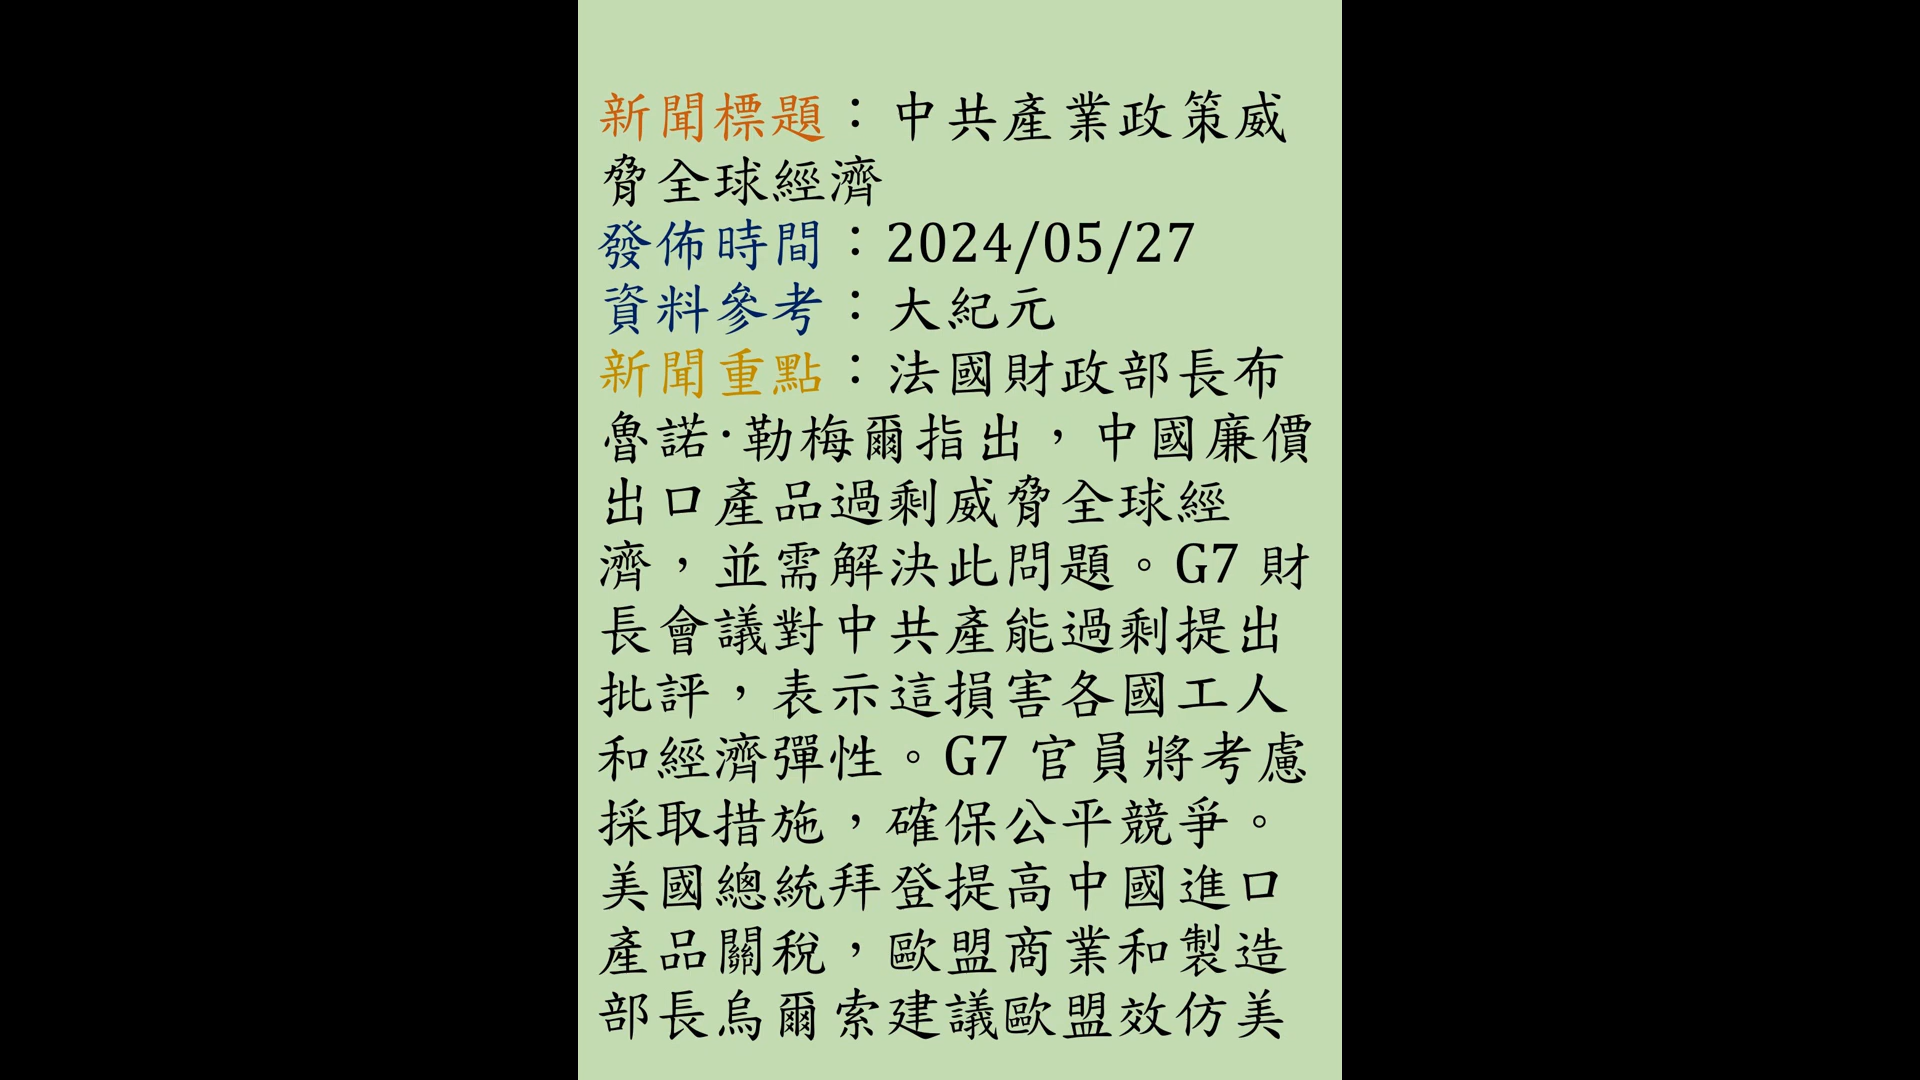 新聞標題：中共產業政策威
脅全球經濟
發佈時間：2024/05/27
資料參考：大紀元
新聞重點：法國財政部長布
魯諾·勒梅爾指出，中國廉價
出口產品過剩威脅全球經
濟，並需解決此問題。G7 財
長會議對中共產能過剩提出
批評，表示這損害各國工人
和經濟彈性。G7 官員將考慮
採取措施，確保公平競爭。
美國總統拜登提高中國進口
產品關稅，歐盟商業和製造
部長烏爾索建議歐盟效仿美